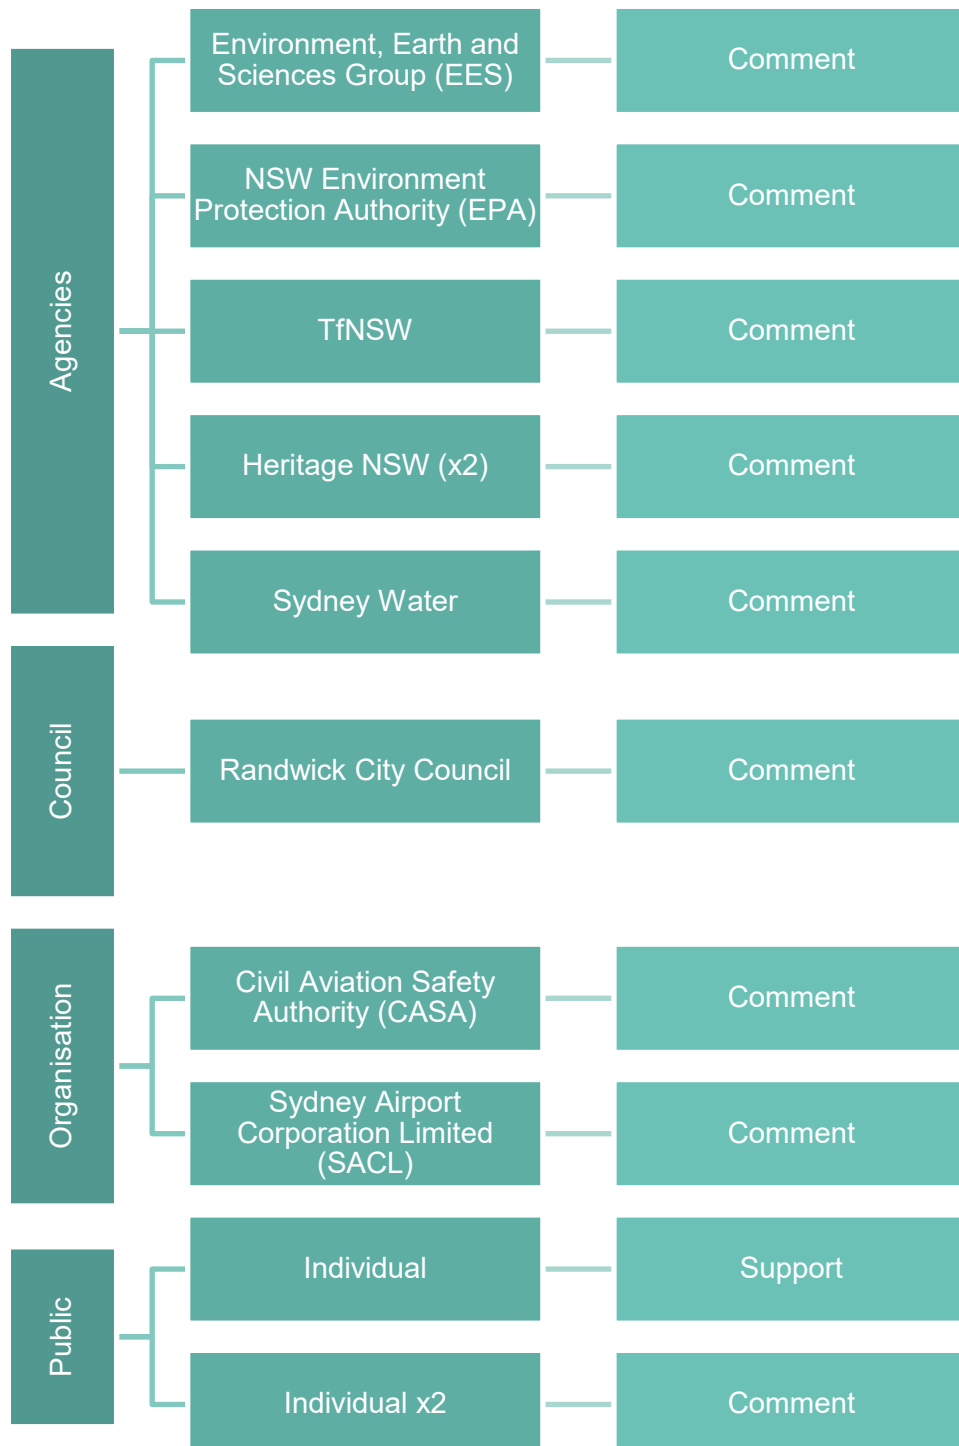 Agencies
Environment, Earth and
Sciences Group (EES)
Comment
NSW Environment
Protection Authority (EPA)
Comment
TfNSW
Comment
Heritage NSW (x2)
Comment
Sydney Water
Comment
Council
Randwick City Council
Comment
Organisation
Civil Aviation Safety
Authority (CASA)
Comment
Sydney Airport
Corporation Limited
(SACL)
Comment
Public
Individual
Support
Individual x2
Comment